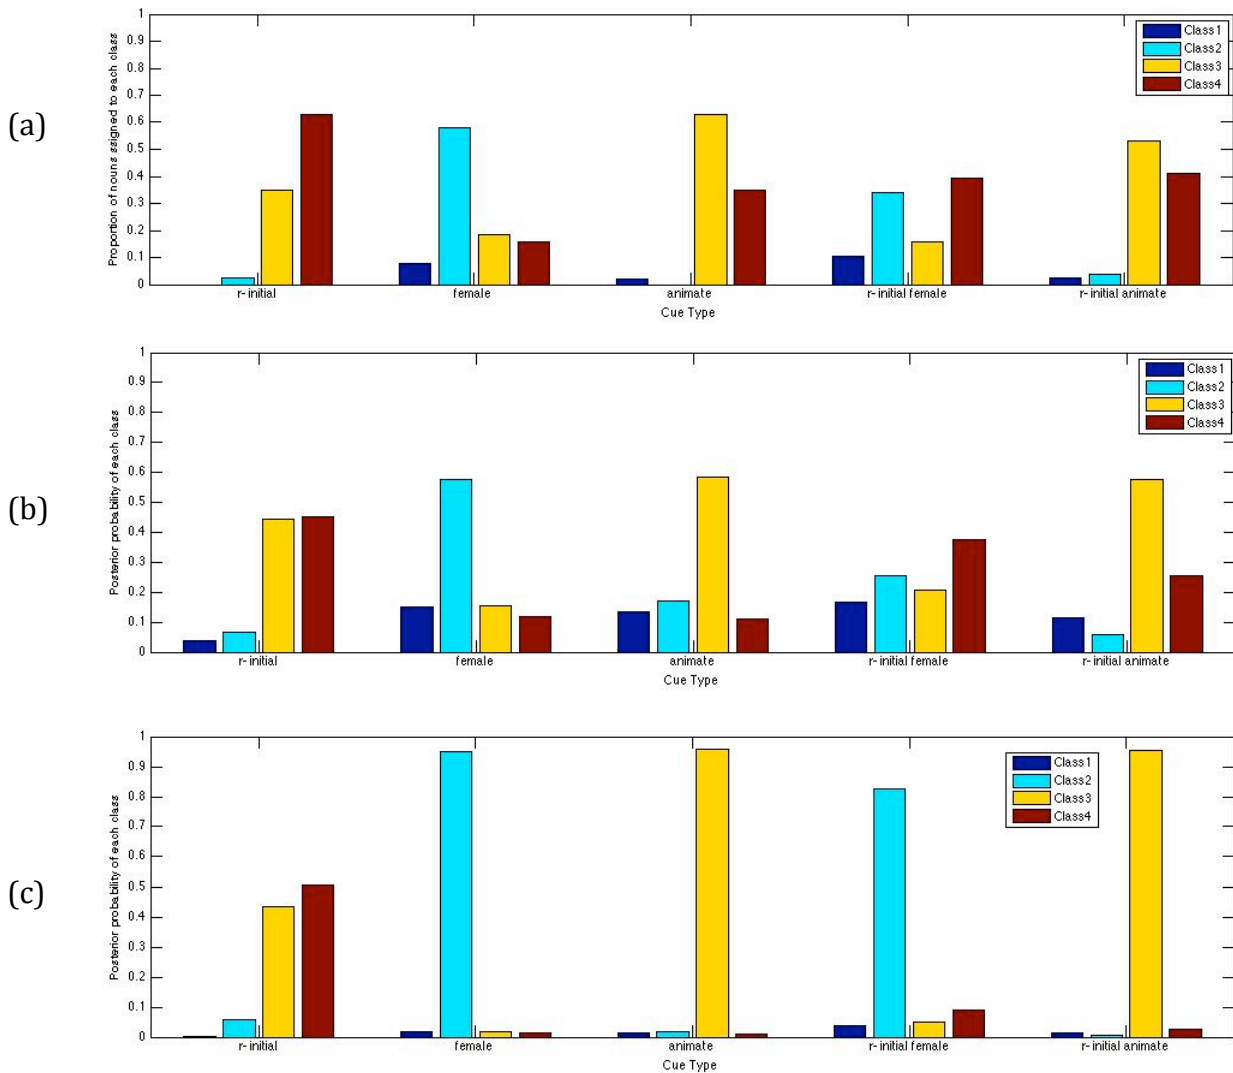 (a)
Proportion of nouns ssigned to each class
1
0.9
0.8
0.7
0.6
0.5
0.4
0.3
0.2
0.1
0
r-initial
female
animate
r-initial female
r-initial animate
Cue Type
Class1
Class2
Class3
Class4
(b)
Posterior probability of each class
1
0.9
0.8
0.7
0.6
0.5
0.4
0.3
0.2
0.1
0
r-initial
female
animate
r-initial female
r-initial animate
Cue Type
Class1
Class2
Class3
Class4
(c)
Posterior probability of each class
1
0.9
0.8
0.7
0.6
0.5
0.4
0.3
0.2
0.1
0
r-initial
female
animate
r-initial female
r-initial animate
Cue Type
Class1
Class2
Class3
Class4